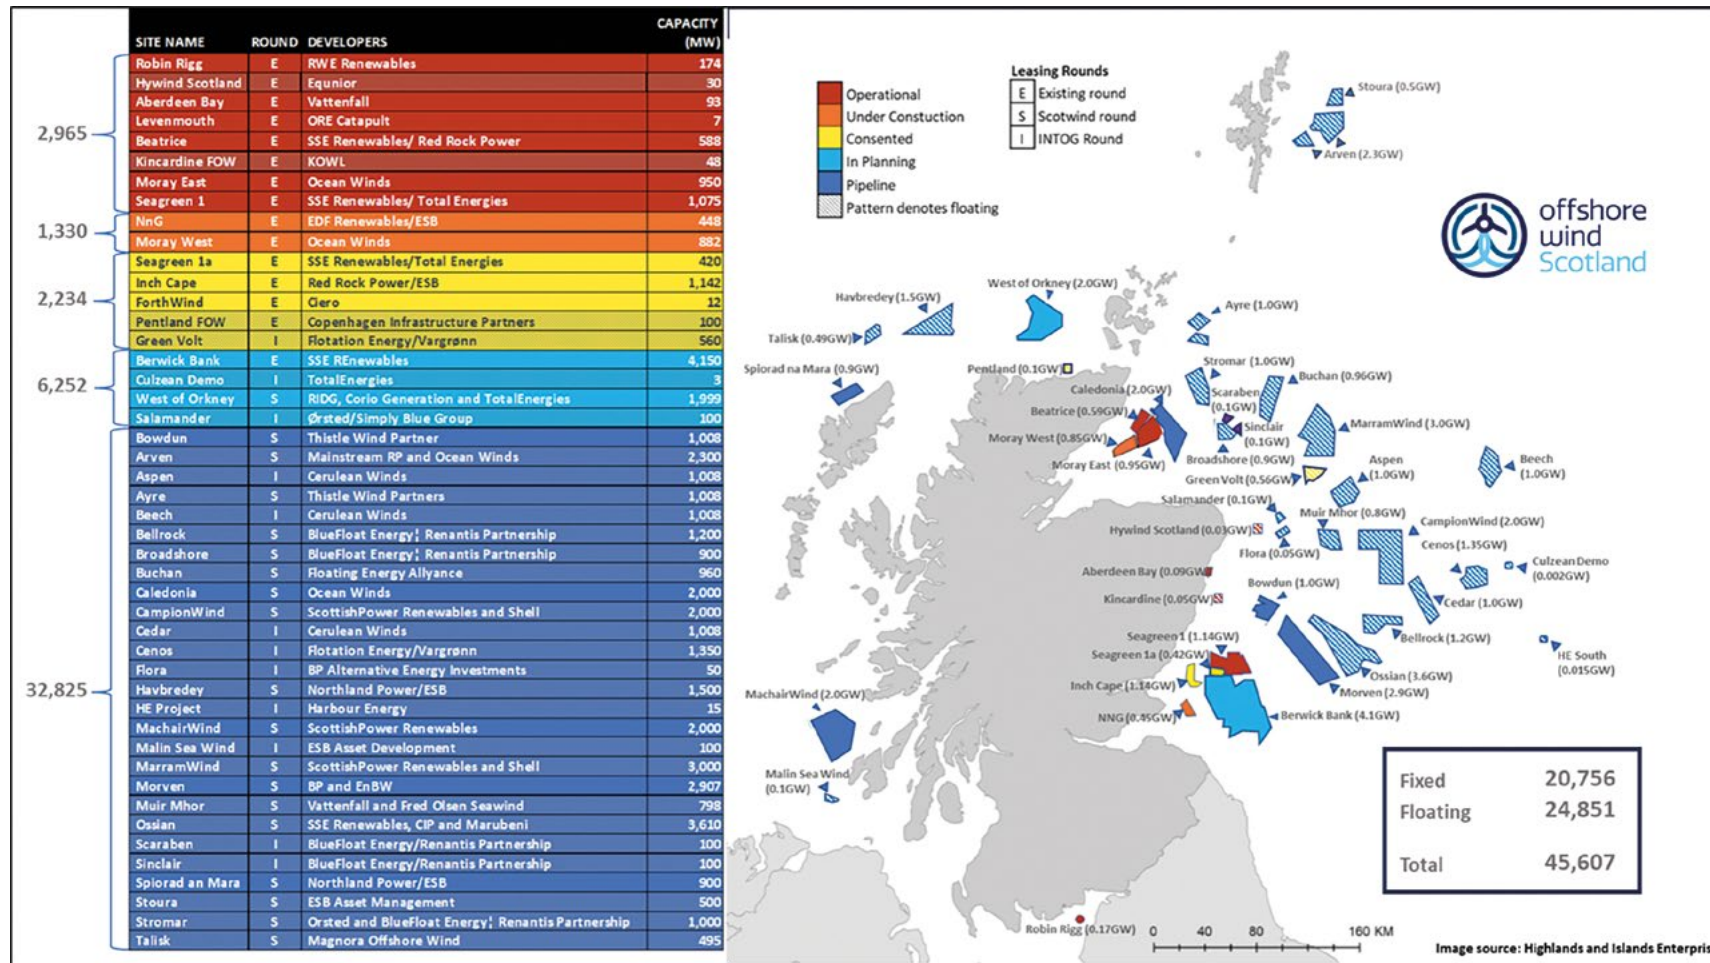 SITE NAME ROUND DEVELOPERS CAPACITY (MW)
Robin Rigg E RWE Renewables 174
Hywind Scotland E Equnior 30
Aberdeen Bay E Vattenfall 93
Levenmouth E ORE Catapult 7
Beatrice E SSE Renewables/ Red Rock Power 588
Kincardine FOW E KOWL 48
Moray East E Ocean Winds 950
Seagreen 1 E SSE Renewables/ Total Energies 1,075
2,965
NnG E EDF Renewables/ESB 448
Moray West E Ocean Winds 882
1,330
Seagreen 1a E SSE Renewables/Total Energies 420
Inch Cape E Red Rock Power/ESB 1,142
ForthWind E Ciero 12
Pentland FOW E Copenhagen Infrastructure Partners 100
Green Volt I Flotation Energy/Vargrønn 560
2,234
Berwick Bank E SSE REnewables 4,150
Culzean Demo I TotalEnergies 3
West of Orkney S RIDG, Corio Generation and TotalEnergies 1,999
Salamander I Ørsted/Simply Blue Group 100
6,252
Bowdun S Thistle Wind Partner 1,008
Arven S Mainstream RP and Ocean Winds 2,300
Aspen I Cerulean Winds 1,008
Ayre S Thistle Wind Partners 1,008
Beech I Cerulean Winds 1,008
Bellrock S BlueFloat Energy¦ Renantis Partnership 1,200
Broadshore S BlueFloat Energy¦ Renantis Partnership 900
Buchan S Floating Energy Allyance 960
Caledonia S Ocean Winds 2,000
CampionWind S ScottishPower Renewables and Shell 2,000
Cedar I Cerulean Winds 1,008
Cenos I Flotation Energy/Vargrønn 1,350
Flora I BP Alternative Energy Investments 50
Havbredey S Northland Power/ESB 1,500
HE Project I Harbour Energy 15
MachairWind S ScottishPower Renewables 2,000
Malin Sea Wind I ESB Asset Development 100
MarramWind S ScottishPower Renewables and Shell 3,000
Morven S BP and EnBW 2,907
Muir Mhor S Vattenfall and Fred Olsen Seawind 798
Ossian S SSE Renewables, CIP and Marubeni 3,610
Scaraben I BlueFloat Energy/Renantis Partnership 100
Sinclair I BlueFloat Energy/Renantis Partnership 100
Spiorad an Mara S Northland Power/ESB 900
Stoura S ESB Asset Management 500
Stromar S Orsted and BlueFloat Energy¦ Renantis Partnership 1,000
Talisk S Magnora Offshore Wind 495
32,825
Operational
Under Constuction
Consented
In Planning
Pipeline
Pattern denotes floating
Leasing Rounds
E Existing round
S Scotwind round
I INTOG Round
Stoura (0.5GW)
Arven (2.3GW)
offshore
wind
Scotland
West of Orkney (2.0GW)
Havbredey (1.5GW)
Ayre (1.0GW)
Talisk (0.49GW)
Stromar (1.0GW)
Spiorad na Mara (0.9GW)
Pentland (0.1GW)
Buchan (0.96GW)
Caledonia (2.0GW)
Scaraben
(0.1GW)
Beatrice (0.59GW)
MarramWind (3.0GW)
Sinclair
(0.1GW)
Moray West (0.85GW)
Moray East (0.95GW)
Broadshore (0.9GW)
Aspen
(1.0GW)
Beech
(1.0GW)
Green Volt (0.56GW)
Salamander (0.1GW)
Muir Mhor (0.8GW)
CampionWind (2.0GW)
Hywind Scotland (0.03GW)
Cenos (1.35GW)
Flora (0.05GW)
Culzean Demo
(0.002GW)
Aberdeen Bay (0.09GW)
Bowdun (1.0GW)
Kincardine (0.05GW)
Cedar (1.0GW)
Seagreen 1 (1.14GW)
Bellrock (1.2GW)
Seagreen 1a (0.42GW)
HE South
(0.015GW)
Ossian (3.6GW)
Inch Cape (1.14GW)
Morven (2.9GW)
MachairWind (2.0GW)
NNG (0.45GW)
Berwick Bank (4.1GW)
Malin Sea Wind
(0.1GW)
Fixed 20,756
Floating 24,851
Total 45,607
Robin Rigg (0.17GW)
0 40 80 160 KM
Image source: Highlands and Islands Enterpris